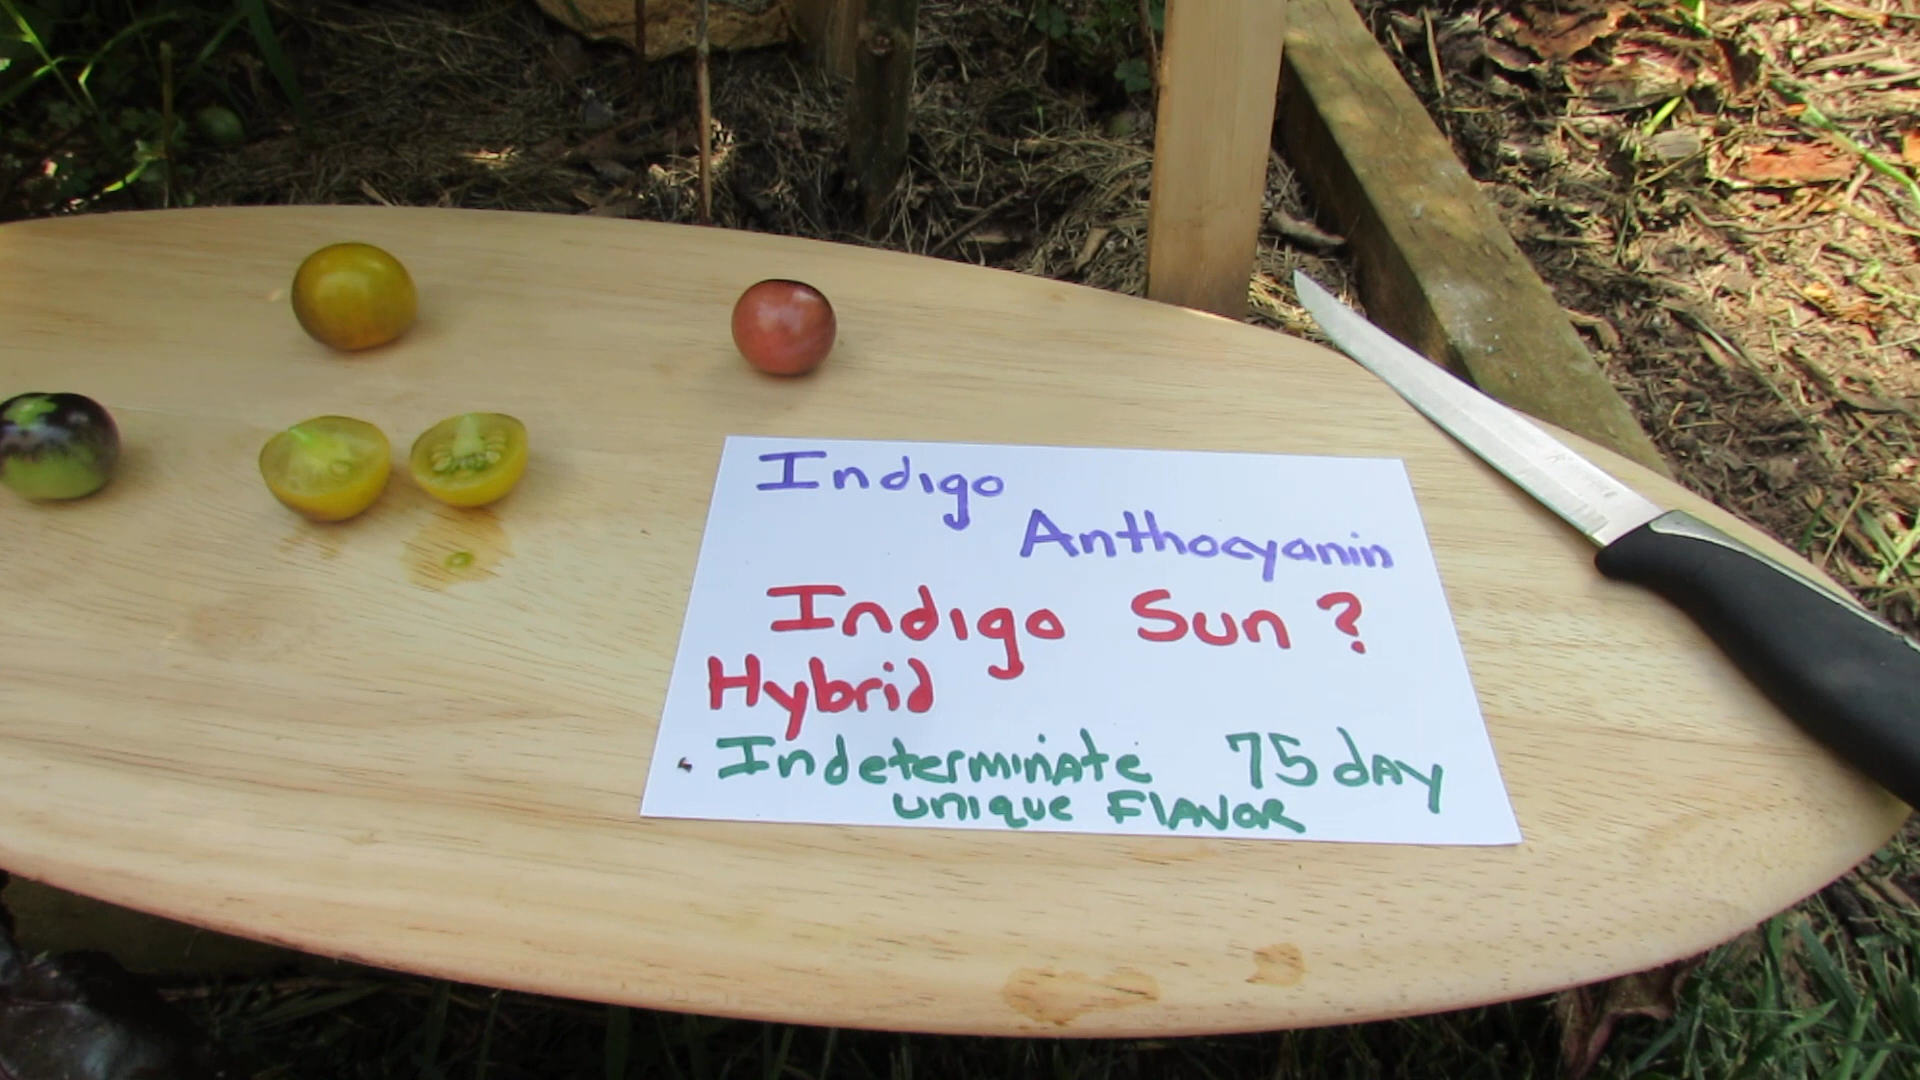 Indigo
Anthocyanin
Indigo Sun ?
Hybrid
Indeterminate 75 day
unique Flavor